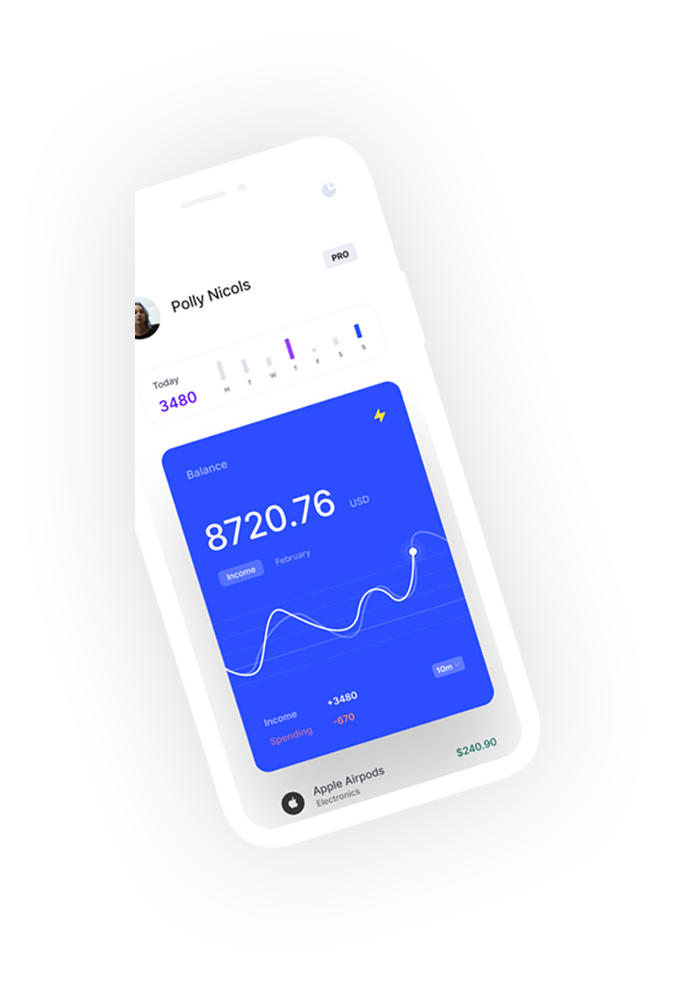 PRO
Polly Nicols
Today
3480
M T W T F S S
Balance
8720.76 USD
Income February
10m
Income +3480
Spending -670
Apple Airpods $240.90
Electronics